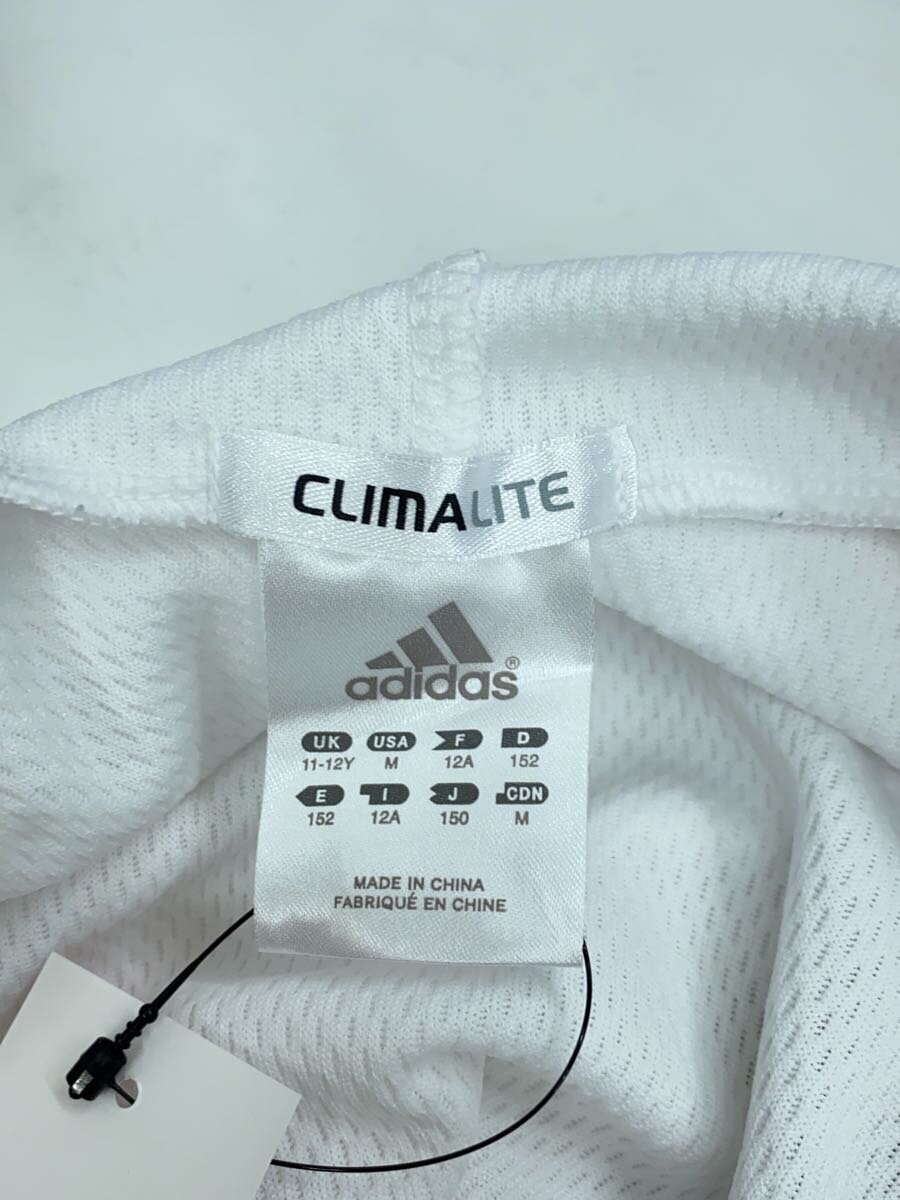 CLIMALITE
adidas®
UK USA F D
11-12Y M 12A 152
E I J CDN
152 12A 150 M
MADE IN CHINA
FABRIQUÉ EN CHINE